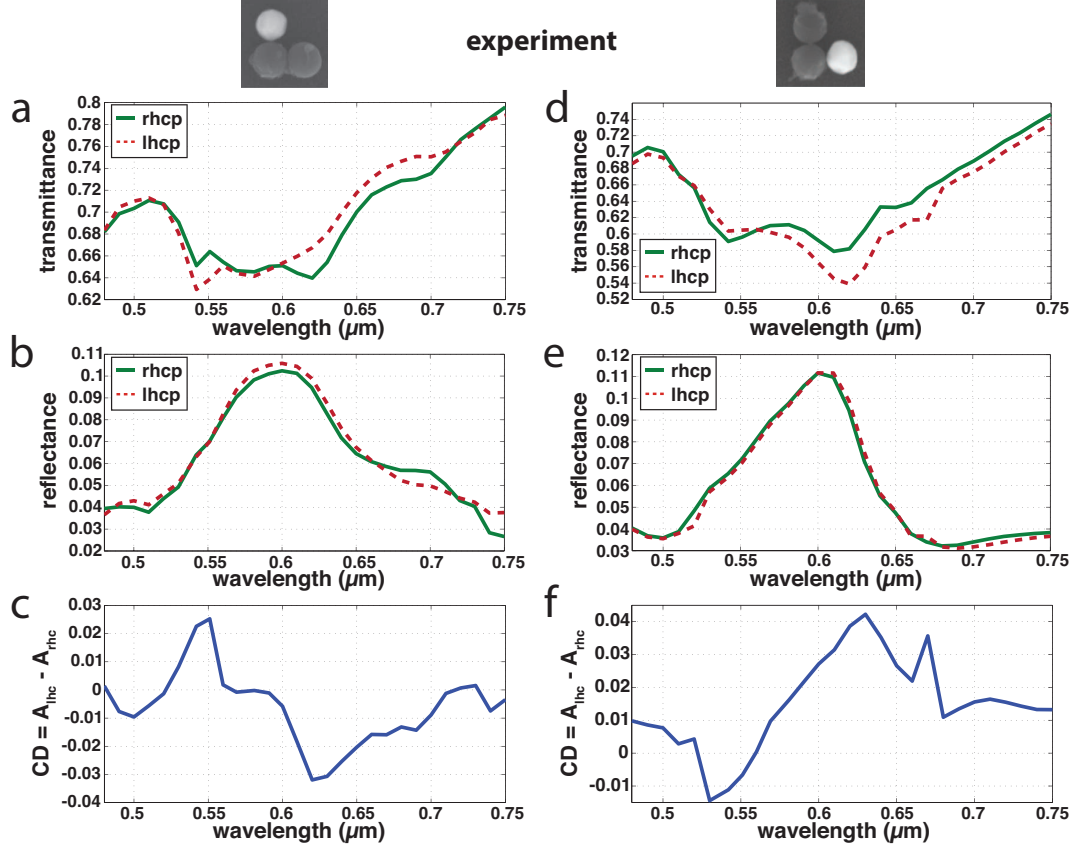 experiment
a
d
0.8
0.78
0.76
0.74
0.72
0.7
0.68
0.66
0.64
0.62
transmittance
rhcp
lhcp
0.5 0.55 0.6 0.65 0.7 0.75
wavelength (µm)
0.74
0.72
0.7
0.68
0.66
0.64
0.62
0.6
0.58
0.56
0.54
0.52
transmittance
rhcp
lhcp
0.5 0.55 0.6 0.65 0.7 0.75
wavelength (µm)
b
e
0.11
0.1
0.09
0.08
0.07
0.06
0.05
0.04
0.03
0.02
reflectance
rhcp
lhcp
0.5 0.55 0.6 0.65 0.7 0.75
wavelength (µm)
0.12
0.11
0.1
0.09
0.08
0.07
0.06
0.05
0.04
0.03
reflectance
rhcp
lhcp
0.5 0.55 0.6 0.65 0.7 0.75
wavelength (µm)
c
f
0.03
0.02
0.01
0
-0.01
-0.02
-0.03
-0.04
CD = Alhc - Arhc
0.5 0.55 0.6 0.65 0.7 0.75
wavelength (µm)
0.04
0.03
0.02
0.01
0
-0.01
CD = Alhc - Arhc
0.5 0.55 0.6 0.65 0.7 0.75
wavelength (µm)